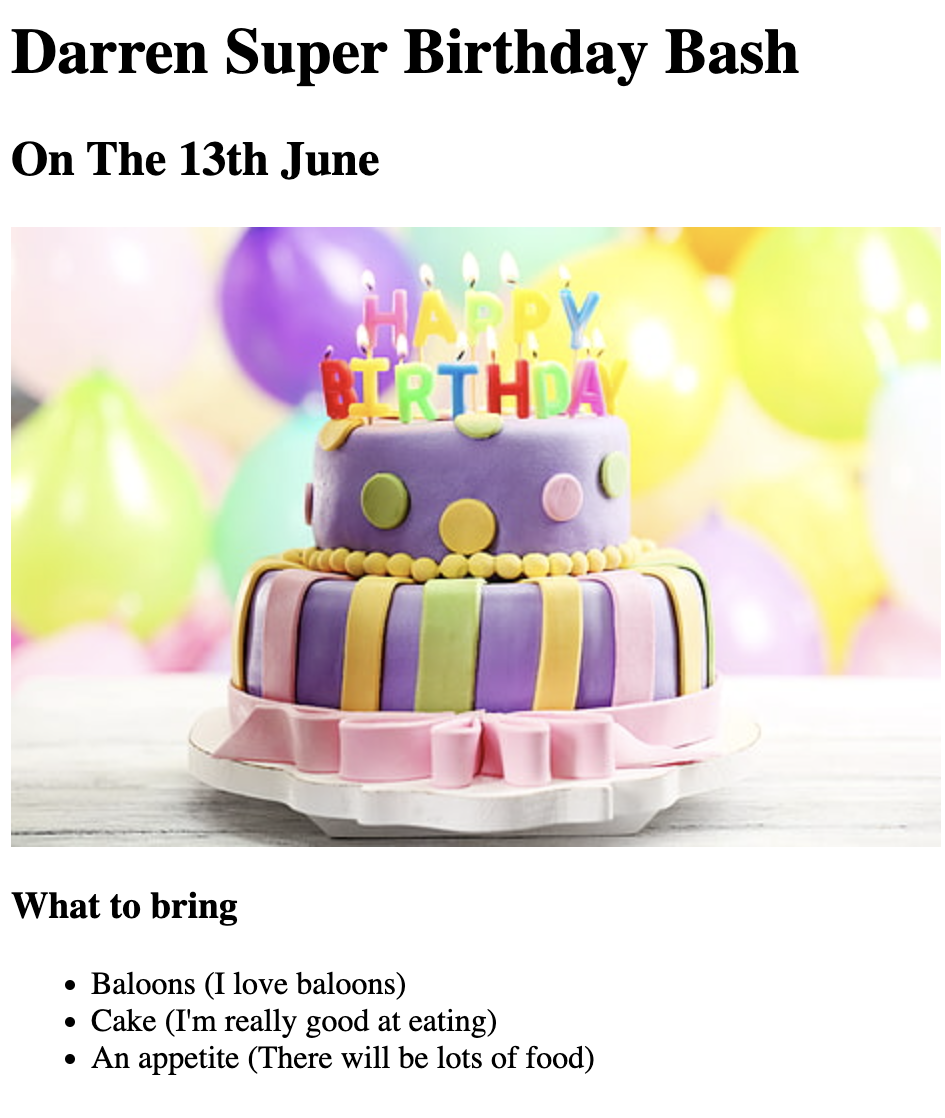 Darren Super Birthday Bash
On The 13th June
HAPPY
BIRTHDAY
What to bring
Baloons (I love baloons)
Cake (I'm really good at eating)
An appetite (There will be lots of food)